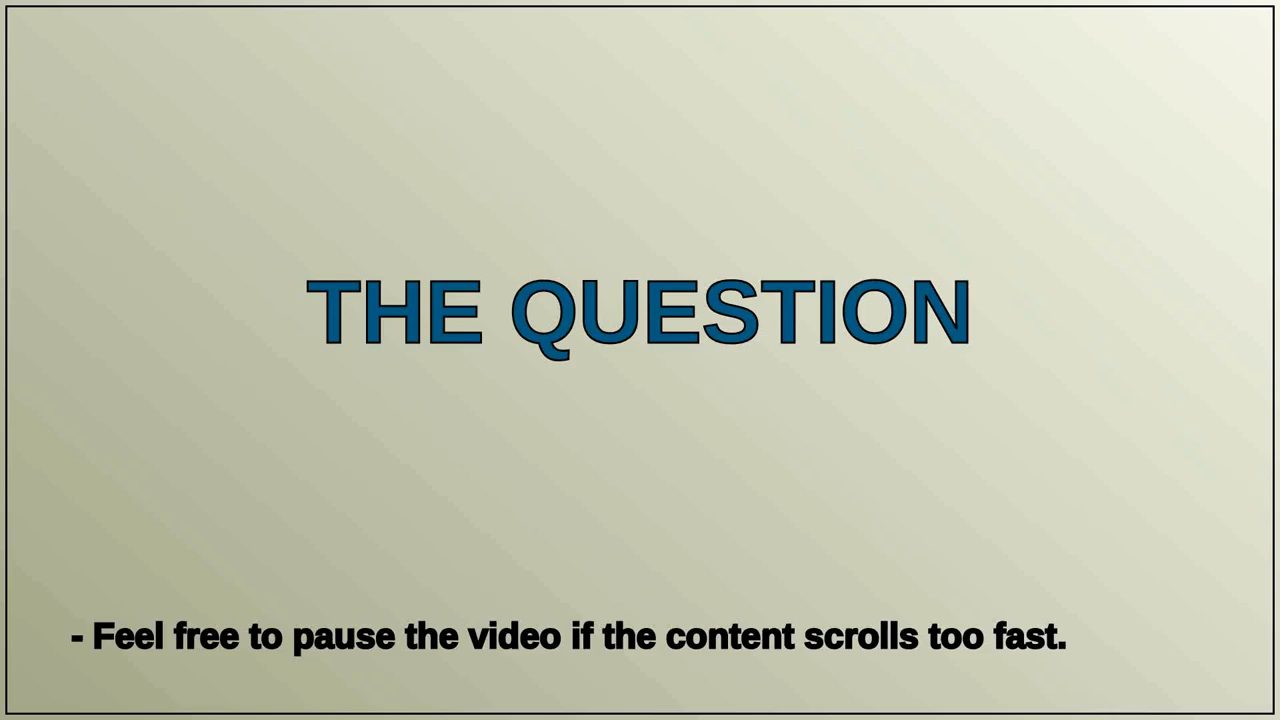 THE QUESTION
- Feel free to pause the video if the content scrolls too fast.